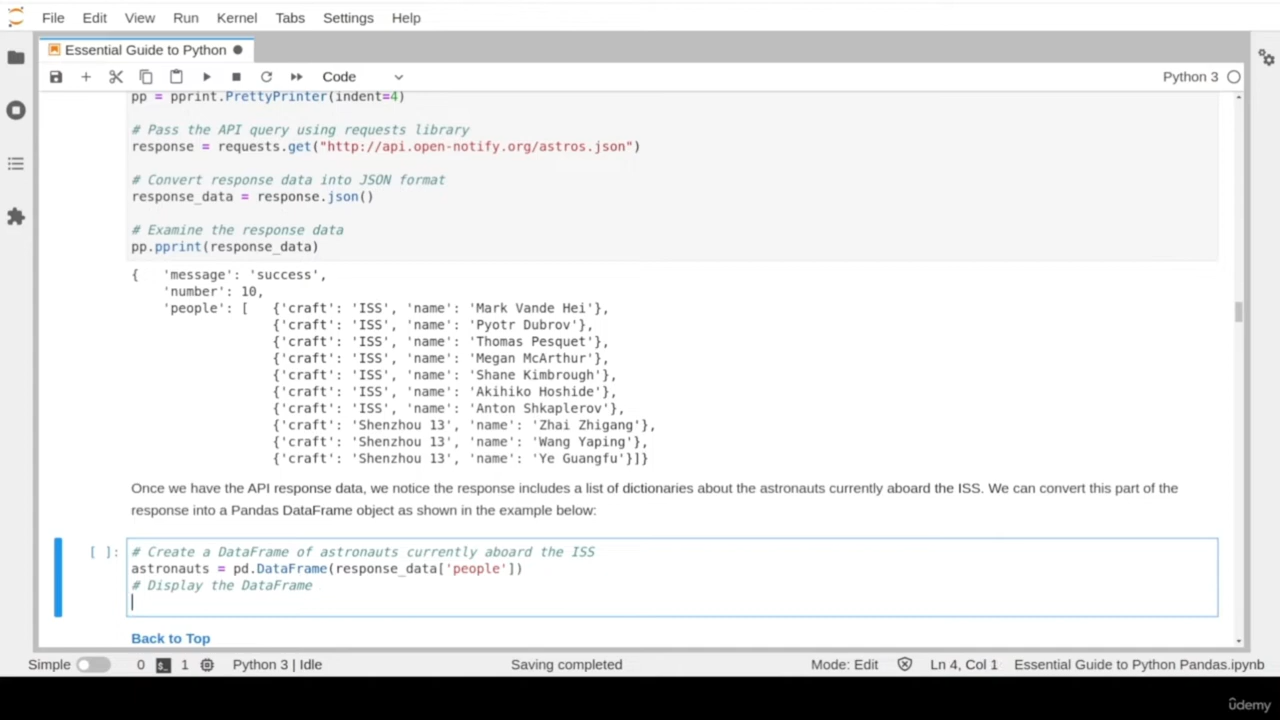 File Edit View Run Kernel Tabs Settings Help
Essential Guide to Python
Code
Python 3
pp = pprint.PrettyPrinter(indent=4)
# Pass the API query using requests library
response = requests.get("http://api.open-notify.org/astros.json")
# Convert response data into JSON format
response_data = response.json()
# Examine the response data
pp.pprint(response_data)
{   'message': 'success',
    'number': 10,
    'people': [   {'craft': 'ISS', 'name': 'Mark Vande Hei'},
                  {'craft': 'ISS', 'name': 'Pyotr Dubrov'},
                  {'craft': 'ISS', 'name': 'Thomas Pesquet'},
                  {'craft': 'ISS', 'name': 'Megan McArthur'},
                  {'craft': 'ISS', 'name': 'Shane Kimbrough'},
                  {'craft': 'ISS', 'name': 'Akihiko Hoshide'},
                  {'craft': 'ISS', 'name': 'Anton Shkaplerov'},
                  {'craft': 'Shenzhou 13', 'name': 'Zhai Zhigang'},
                  {'craft': 'Shenzhou 13', 'name': 'Wang Yaping'},
                  {'craft': 'Shenzhou 13', 'name': 'Ye Guangfu'}]}
Once we have the API response data, we notice the response includes a list of dictionaries about the astronauts currently aboard the ISS. We can convert this part of the
response into a Pandas DataFrame object as shown in the example below:
[ ]: # Create a DataFrame of astronauts currently aboard the ISS
astronauts = pd.DataFrame(response_data['people'])
# Display the DataFrame
Back to Top
Simple 0 1 Python 3 | Idle Saving completed Mode: Edit Ln 4, Col 1 Essential Guide to Python Pandas.ipynb
ûdemy